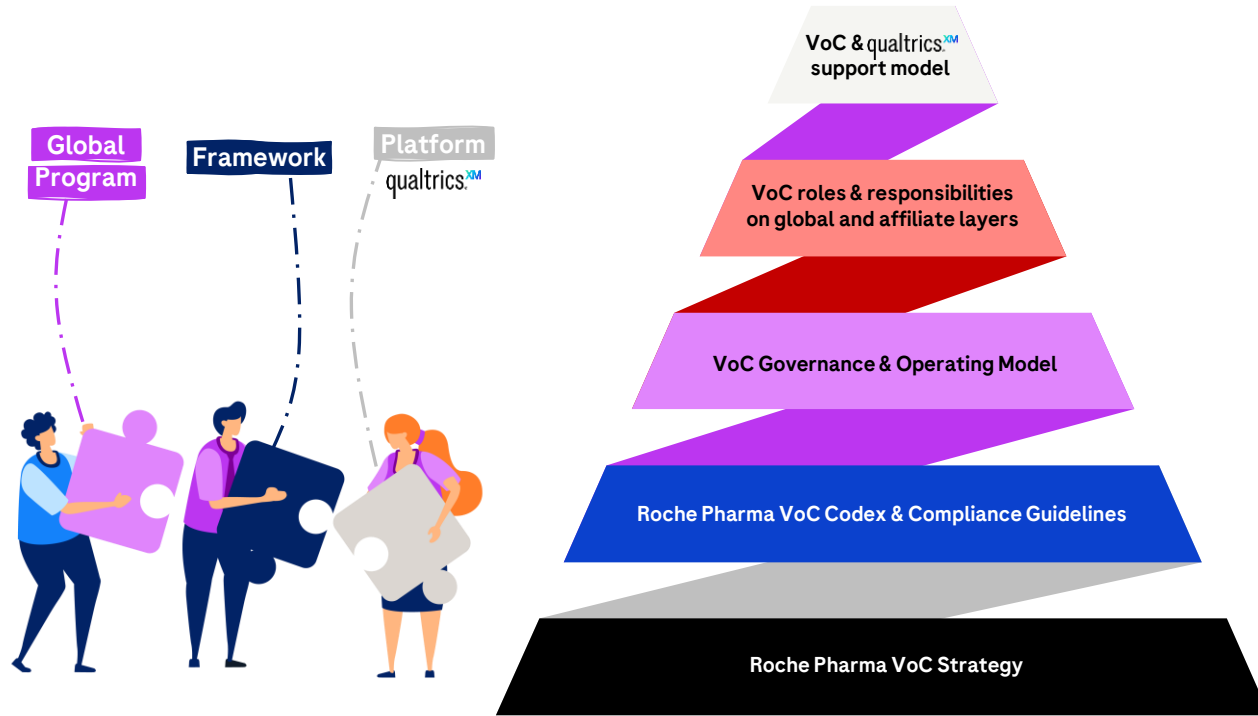 Global
Program
Framework
Platform
qualtrics.XM
VoC & qualtrics.XM
support model
VoC roles & responsibilities
on global and affiliate layers
VoC Governance & Operating Model
Roche Pharma VoC Codex & Compliance Guidelines
Roche Pharma VoC Strategy